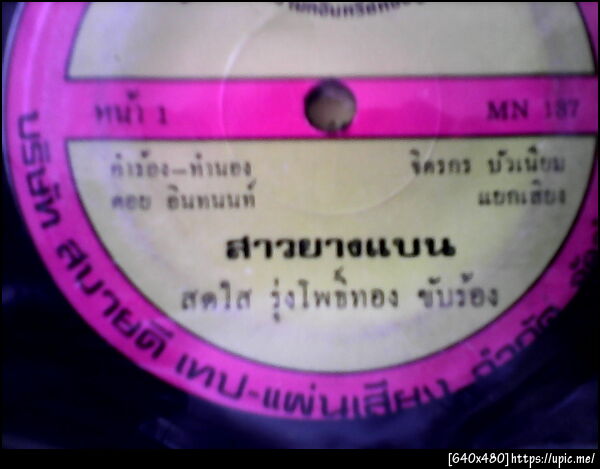 หน้า 1
MN 187
คำร้อง-ทำนอง
คอย อินทนนท์
จิตรกร บัวเนียม
แยกเสียง
สาวยางแบน
สดใส รุ่งโพธิ์ทอง ขับร้อง
บริษัท สบายดี เทป-แผ่นเสียง จำกัด
[640x480]https://upic.me/